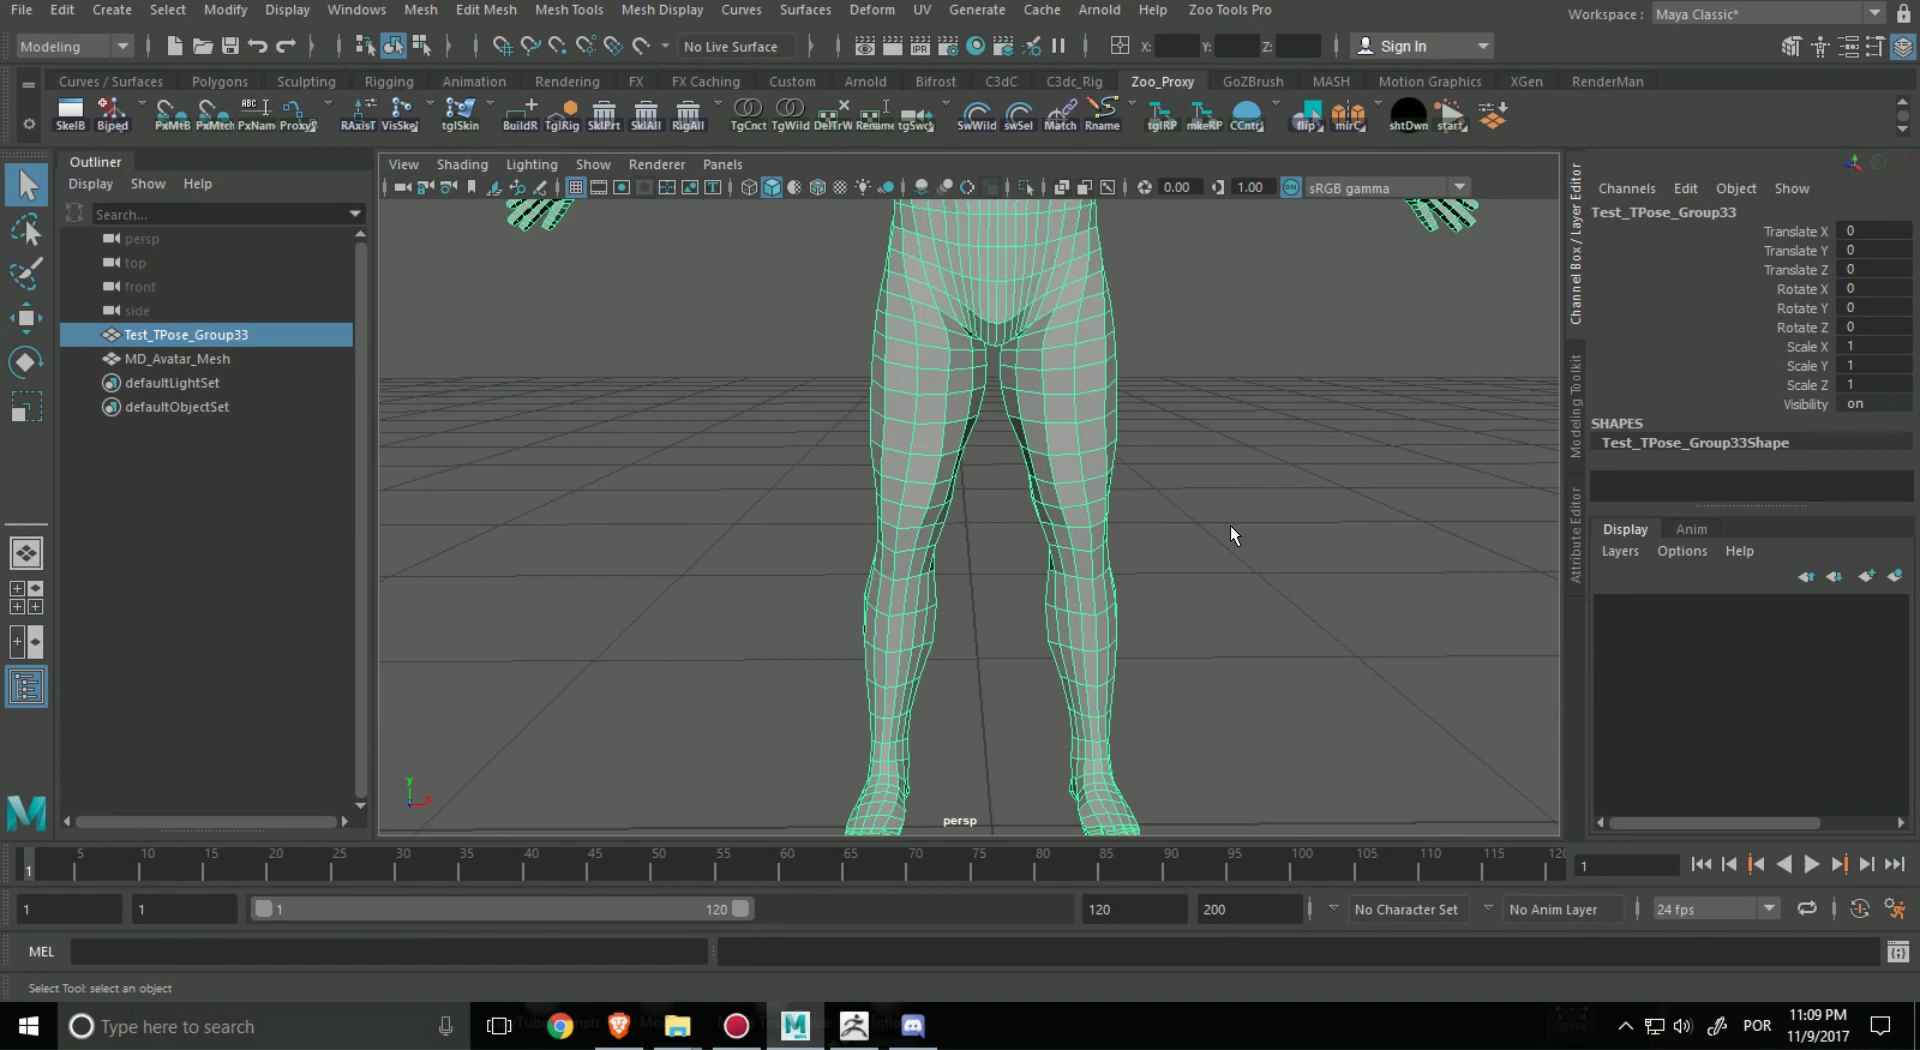 File Edit Create Select Modify Display Windows Mesh Edit Mesh Mesh Tools Mesh Display Curves Surfaces Deform UV Generate Cache Arnold Help Zoo Tools Pro Workspace : Maya Classic*
Modeling No Live Surface X: Y: Z: Sign In
Curves / Surfaces Polygons Sculpting Rigging Animation Rendering FX FX Caching Custom Arnold Bifrost C3dC C3dc_Rig Zoo_Proxy GoZBrush MASH Motion Graphics XGen RenderMan
SkelB Biped PxMtB PxMtch PxNam Proxy7 RAxisT VisSkel tglSkin BuildR TglRig SklPrt SklAll RigAll TgCnct TgWild DelTrW Rename tgSwc SwWild swSel Match Rname tglRP mkeRP CCntr flip mirC shtDwn start
Outliner
Display Show Help
Search...
persp
top
front
side
Test_TPose_Group33
MD_Avatar_Mesh
defaultLightSet
defaultObjectSet
View Shading Lighting Show Renderer Panels
0.00 1.00 ON sRGB gamma
y
persp
Channel Box / Layer Editor
Modeling Toolkit
Attribute Editor
Channels Edit Object Show
Test_TPose_Group33
Translate X 0
Translate Y 0
Translate Z 0
Rotate X 0
Rotate Y 0
Rotate Z 0
Scale X 1
Scale Y 1
Scale Z 1
Visibility on
SHAPES
Test_TPose_Group33Shape
Display Anim
Layers Options Help
1 5 10 15 20 25 30 35 40 45 50 55 60 65 70 75 80 85 90 95 100 105 110 115 120 1
1 1 1 120 120 200 No Character Set No Anim Layer 24 fps
MEL
Select Tool: select an object
Type here to search POR 11:09 PM
11/9/2017